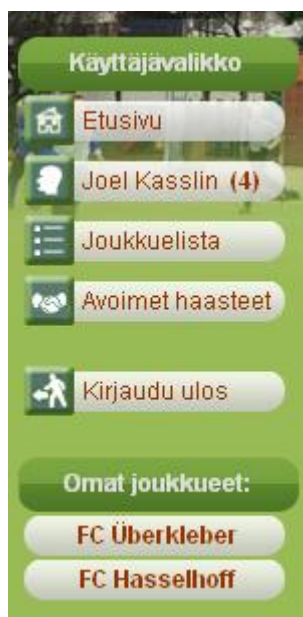 Käyttäjävalikko
Etusivu
Joel Kasslin (4)
Joukkuelista
Avoimet haasteet
Kirjaudu ulos
Omat joukkueet:
FC Überkleber
FC Hasselhoff